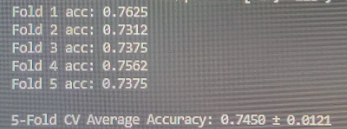 Fold 1 acc: 0.7625
Fold 2 acc: 0.7312
Fold 3 acc: 0.7375
Fold 4 acc: 0.7562
Fold 5 acc: 0.7375
5-Fold CV Average Accuracy: 0.7450 ± 0.0121